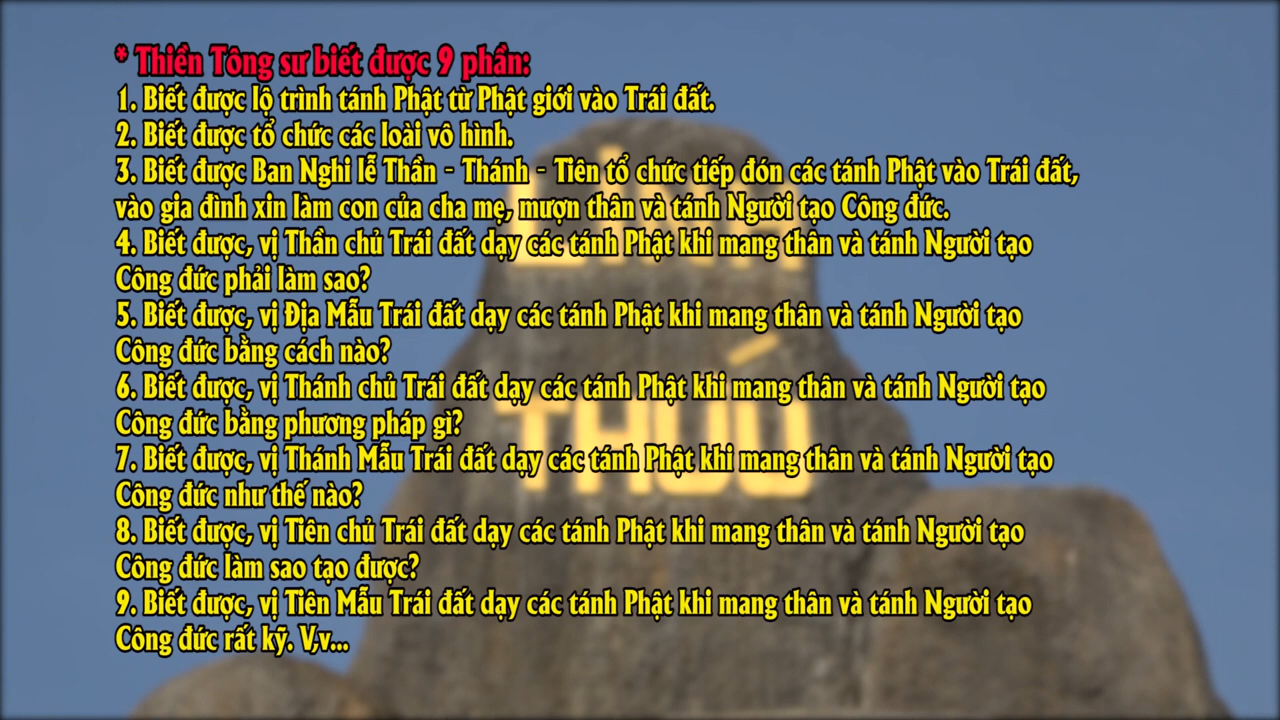 * Thiền Tông sư biết được 9 phần:
1. Biết được lộ trình tánh Phật từ Phật giới vào Trái đất.
2. Biết được tổ chức các loài vô hình.
3. Biết được Ban Nghi lễ Thần - Thánh - Tiên tổ chức tiếp đón các tánh Phật vào Trái đất,
vào gia đình xin làm con của cha mẹ, mượn thân và tánh Người tạo Công đức.
4. Biết được, vị Thần chủ Trái đất dạy các tánh Phật khi mang thân và tánh Người tạo
Công đức phải làm sao?
5. Biết được, vị Địa Mẫu Trái đất dạy các tánh Phật khi mang thân và tánh Người tạo
Công đức bằng cách nào?
6. Biết được, vị Thánh chủ Trái đất dạy các tánh Phật khi mang thân và tánh Người tạo
Công đức bằng phương pháp gì?
7. Biết được, vị Thánh Mẫu Trái đất dạy các tánh Phật khi mang thân và tánh Người tạo
Công đức như thế nào?
8. Biết được, vị Tiên chủ Trái đất dạy các tánh Phật khi mang thân và tánh Người tạo
Công đức làm sao tạo được?
9. Biết được, vị Tiên Mẫu Trái đất dạy các tánh Phật khi mang thân và tánh Người tạo
Công đức rất kỹ. V,v...